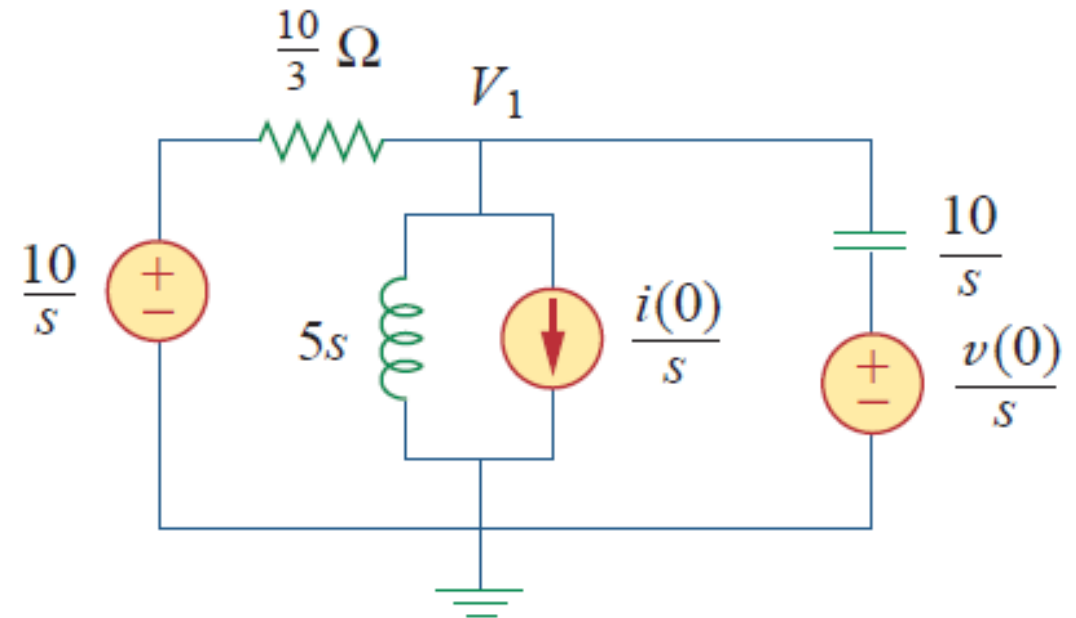 10/3 Ω
V₁
10/s
+
−
5s
i(0)/s
10/s
+
−
v(0)/s